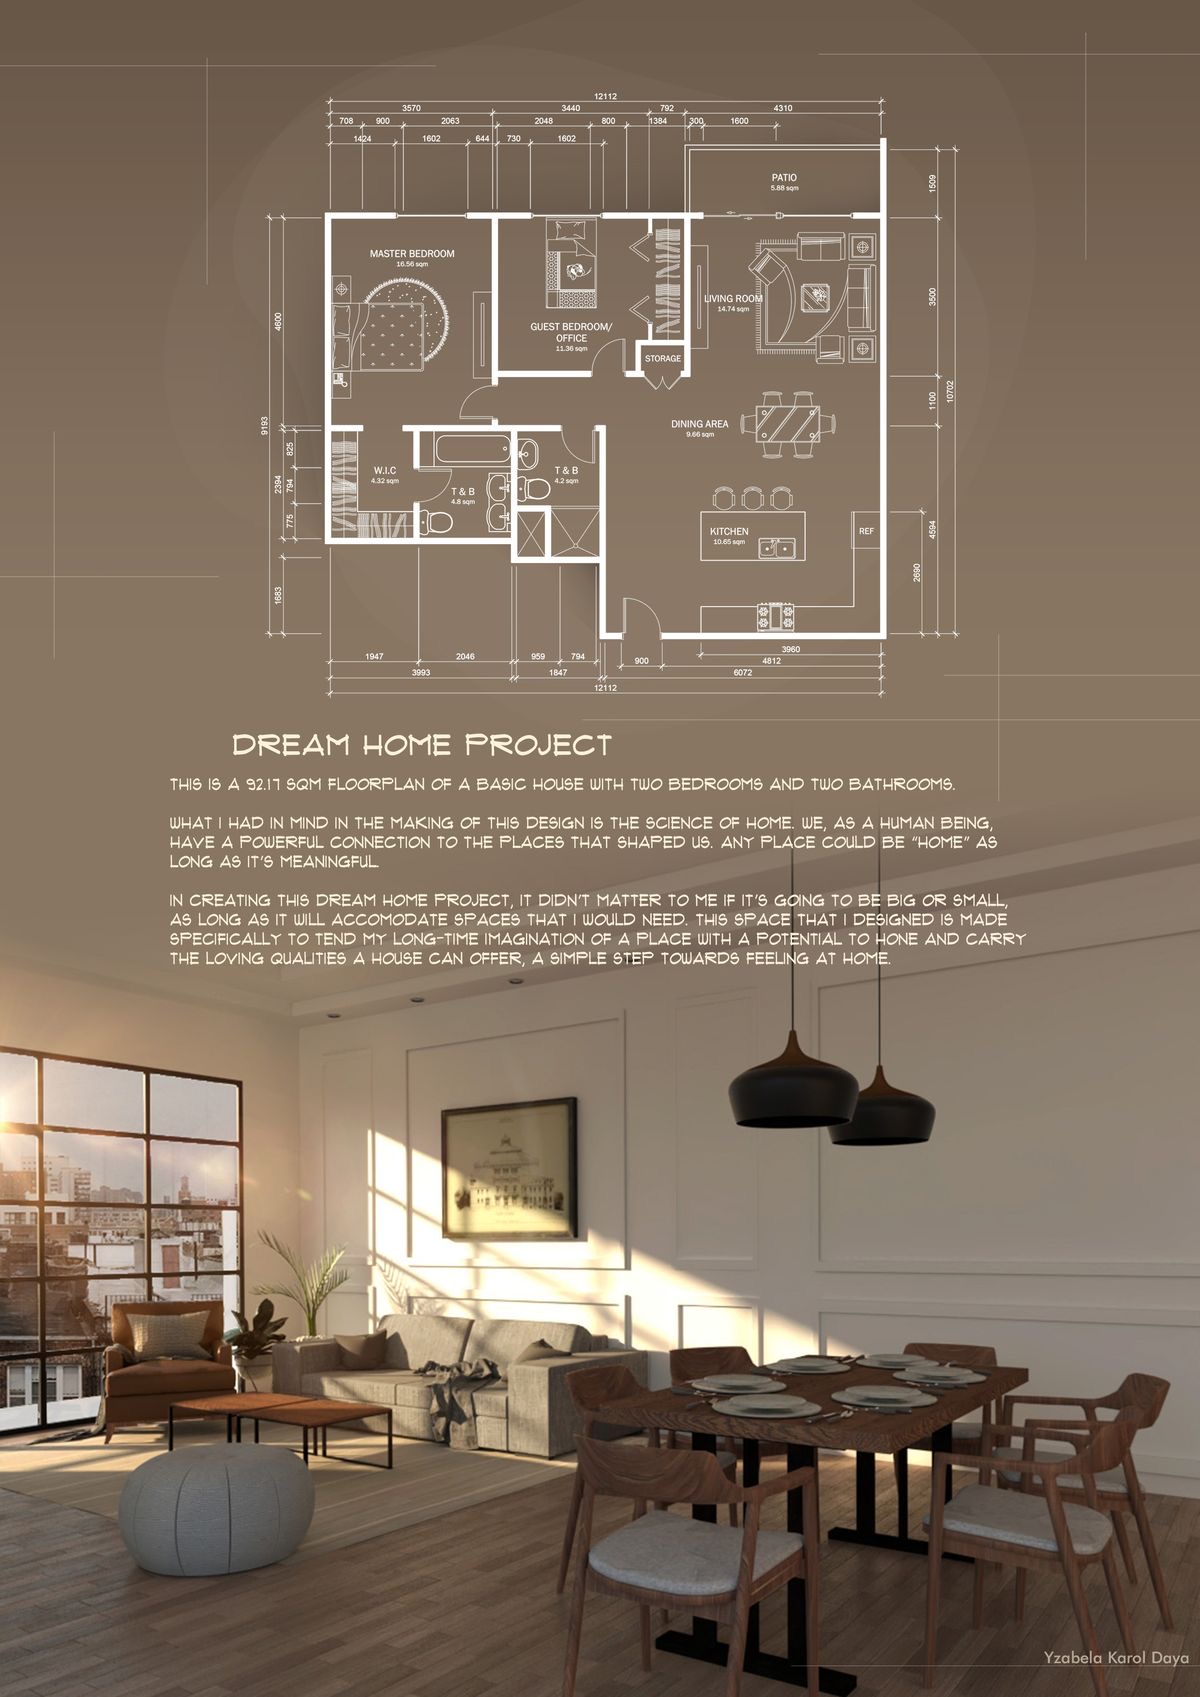 12112
3570 3440 792 4310
708 900 2063 2048 800 1384 300 1600
1424 1602 644 730 1602
PATIO
5.88 sqm
1509
MASTER BEDROOM
16.56 sqm
GUEST BEDROOM/
OFFICE
11.36 sqm
LIVING ROOM
14.74 sqm
STORAGE
3500
4600
9193
1100
10702
DINING AREA
9.66 sqm
W.I.C
4.32 sqm
T & B
4.8 sqm
T & B
4.2 sqm
825
2394
794
775
KITCHEN
10.65 sqm
REF
4594
2690
1683
1947 2046 959 794 3960
900 4812
3993 1847 6072
12112
DREAM HOME PROJECT
THIS IS A 92.17 SQM FLOORPLAN OF A BASIC HOUSE WITH TWO BEDROOMS AND TWO BATHROOMS.
WHAT I HAD IN MIND IN THE MAKING OF THIS DESIGN IS THE SCIENCE OF HOME. WE, AS A HUMAN BEING,
HAVE A POWERFUL CONNECTION TO THE PLACES THAT SHAPED US. ANY PLACE COULD BE "HOME" AS
LONG AS IT'S MEANINGFUL.
IN CREATING THIS DREAM HOME PROJECT, IT DIDN'T MATTER TO ME IF IT'S GOING TO BE BIG OR SMALL,
AS LONG AS IT WILL ACCOMODATE SPACES THAT I WOULD NEED. THIS SPACE THAT I DESIGNED IS MADE
SPECIFICALLY TO TEND MY LONG-TIME IMAGINATION OF A PLACE WITH A POTENTIAL TO HONE AND CARRY
THE LOVING QUALITIES A HOUSE CAN OFFER, A SIMPLE STEP TOWARDS FEELING AT HOME.
Yzabela Karol Daya